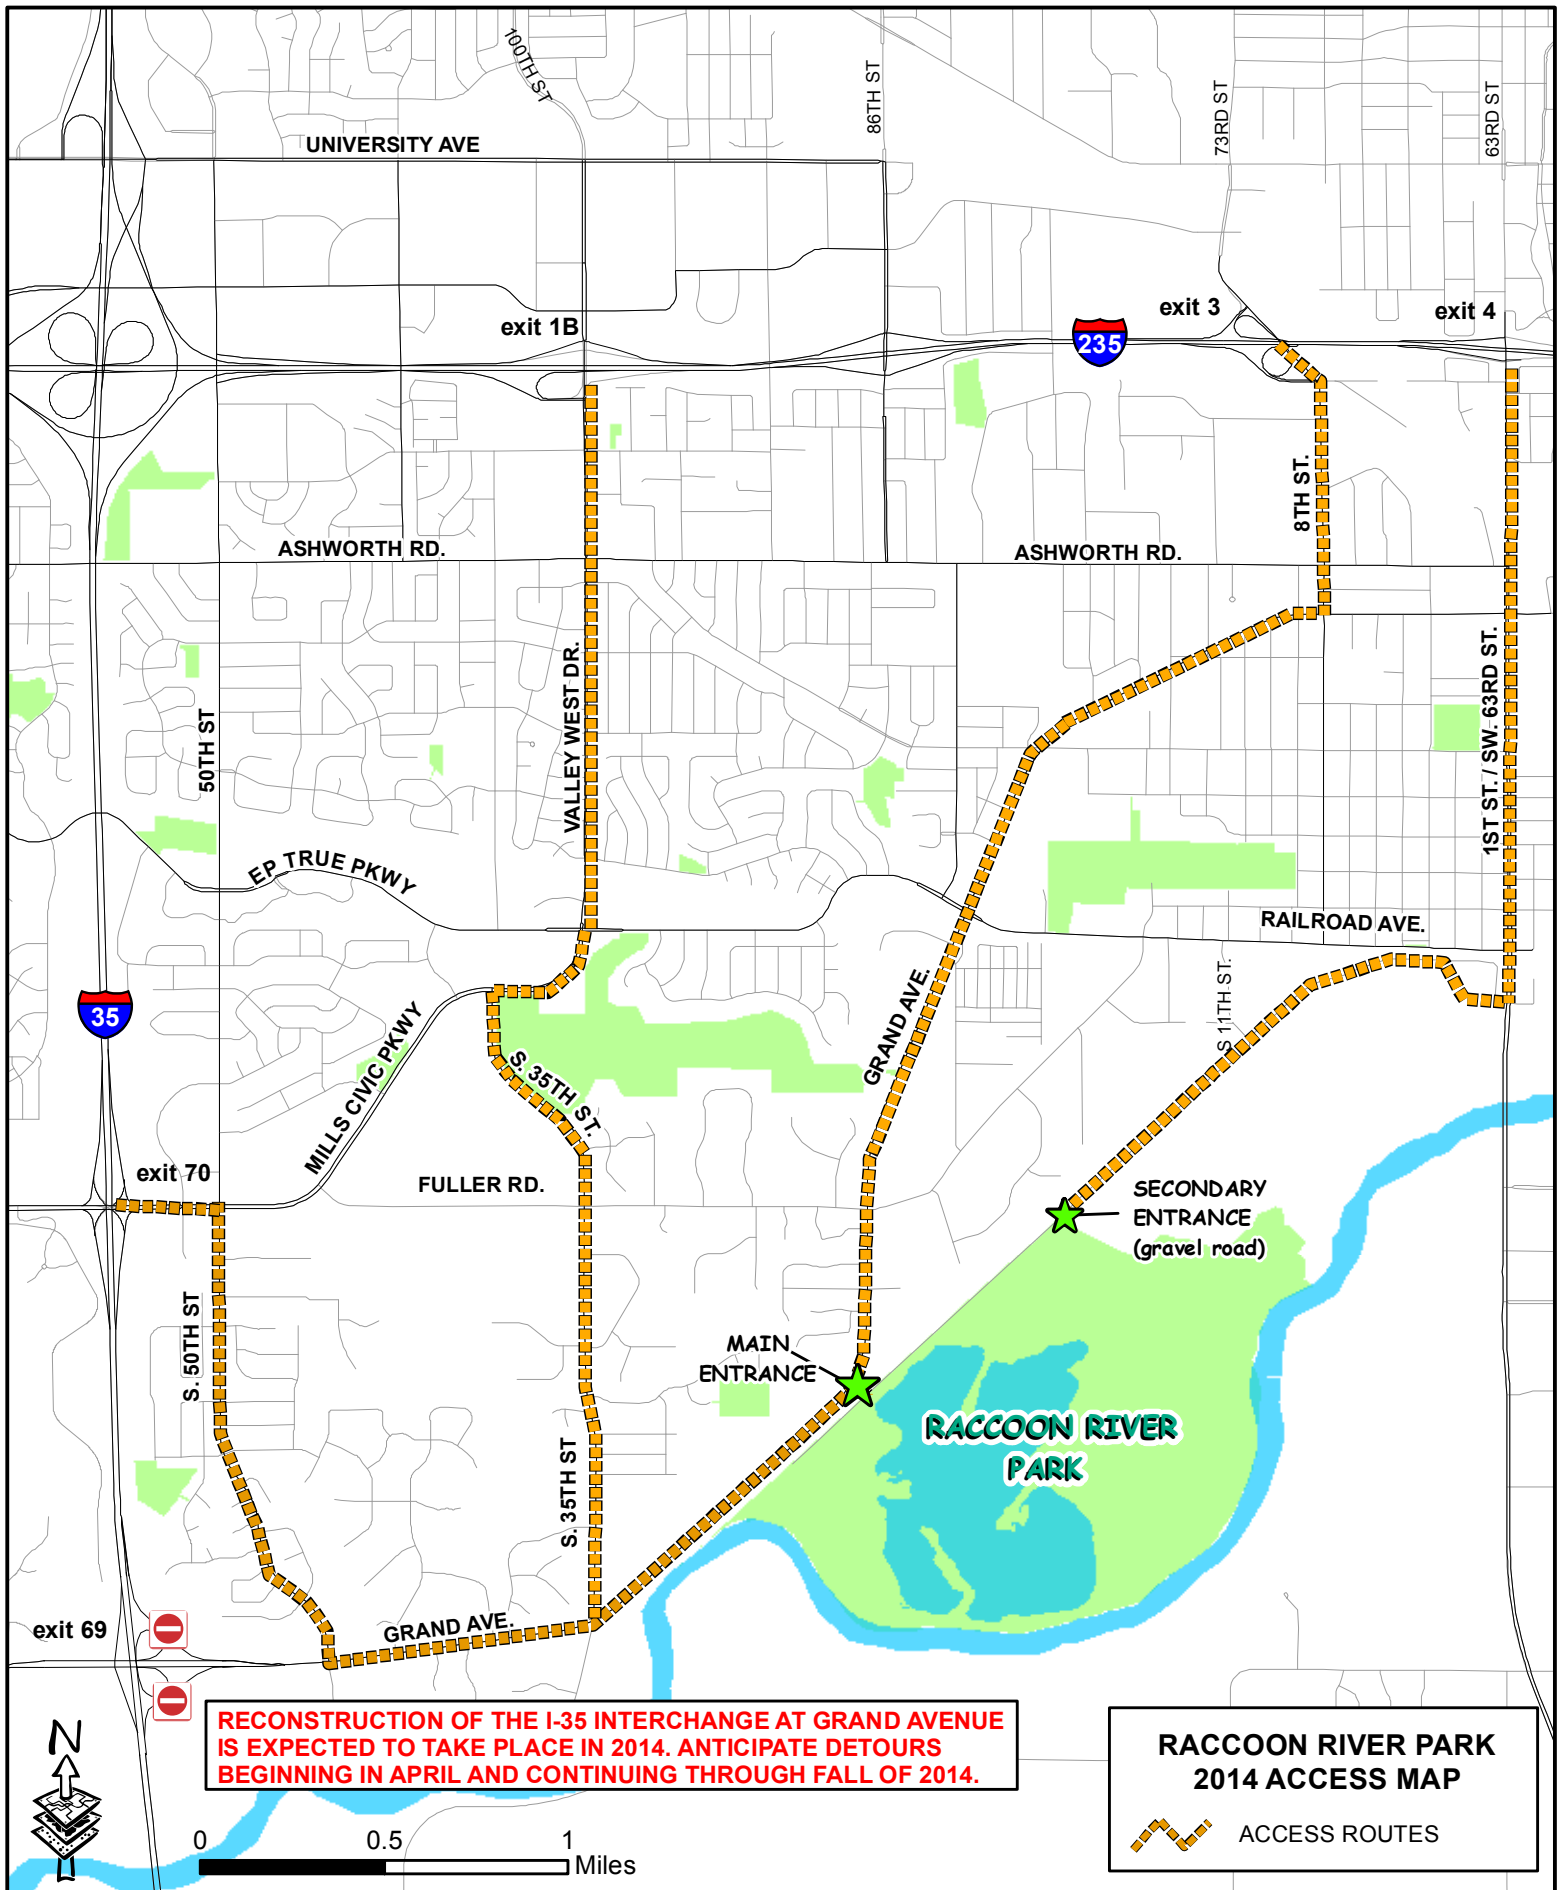 100TH ST
86TH ST
73RD ST
63RD ST
UNIVERSITY AVE
exit 1B
exit 3
exit 4
235
8TH ST.
ASHWORTH RD.
ASHWORTH RD.
VALLEY WEST DR.
50TH ST
1ST ST. / SW. 63RD ST.
EP TRUE PKWY
RAILROAD AVE.
35
MILLS CIVIC PKWY
S. 35TH ST.
GRAND AVE.
S 11TH ST.
exit 70
FULLER RD.
SECONDARY
ENTRANCE
(gravel road)
S. 50TH ST
MAIN
ENTRANCE
RACCOON RIVER
PARK
S. 35TH ST
exit 69
GRAND AVE.
RECONSTRUCTION OF THE I-35 INTERCHANGE AT GRAND AVENUE
IS EXPECTED TO TAKE PLACE IN 2014. ANTICIPATE DETOURS
BEGINNING IN APRIL AND CONTINUING THROUGH FALL OF 2014.
N
0 0.5 1
Miles
RACCOON RIVER PARK
2014 ACCESS MAP
ACCESS ROUTES